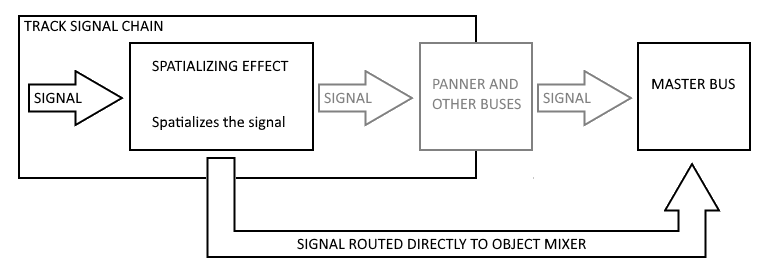 TRACK SIGNAL CHAIN
SPATIALIZING EFFECT
Spatializes the signal
SIGNAL
SIGNAL
PANNER AND
OTHER BUSES
SIGNAL
MASTER BUS
SIGNAL ROUTED DIRECTLY TO OBJECT MIXER